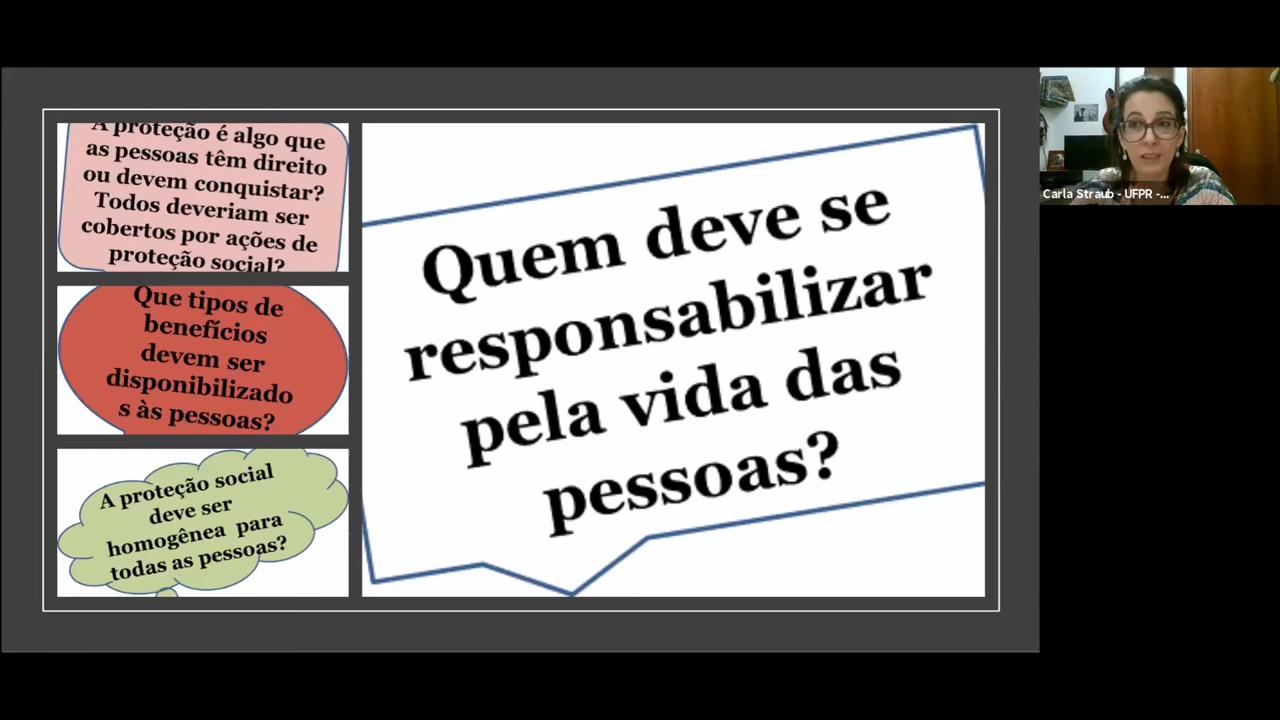 A proteção é algo que
as pessoas têm direito
ou devem conquistar?
Todos deveriam ser
cobertos por ações de
proteção social?
Que tipos de
benefícios
devem ser
disponibilizado
s às pessoas?
A proteção social
deve ser
homogênea para
todas as pessoas?
Quem deve se
responsabilizar
pela vida das
pessoas?
Carla Straub - UFPR -...